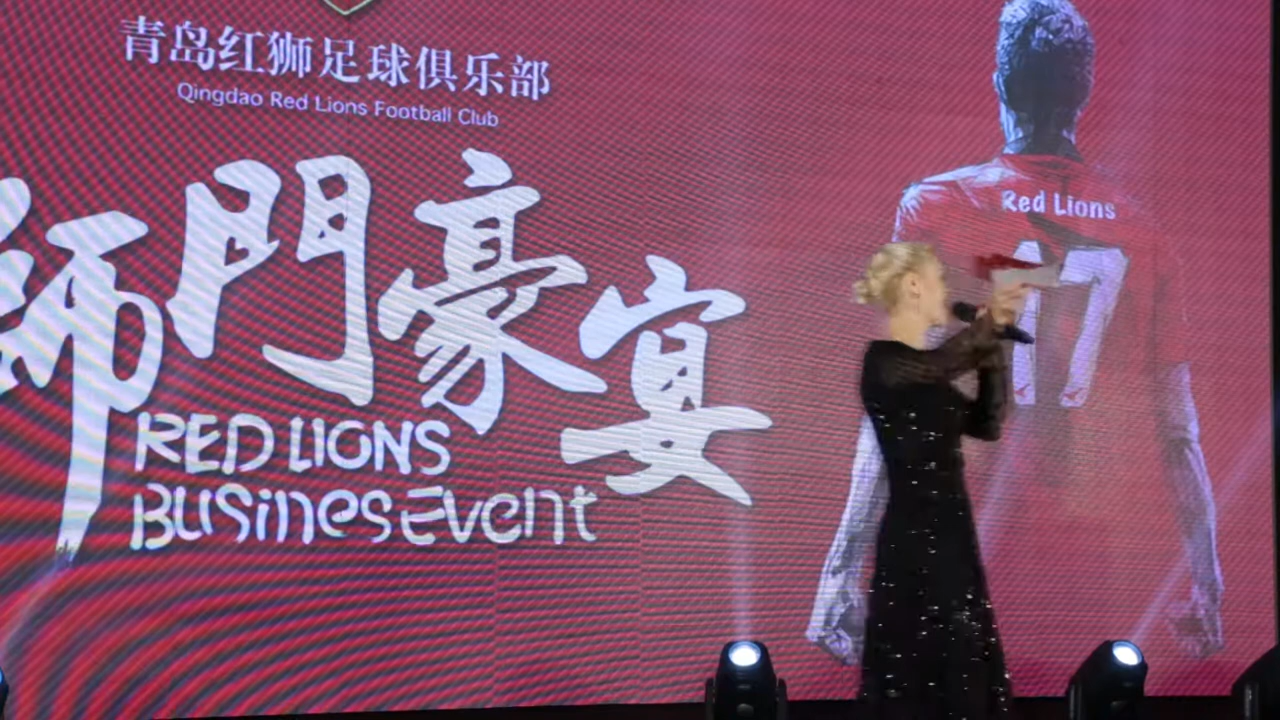 青岛红狮足球俱乐部
Qingdao Red Lions Football Club
獅門豪宴
RED LIONS
BUSinesEvent
Red Lions
17